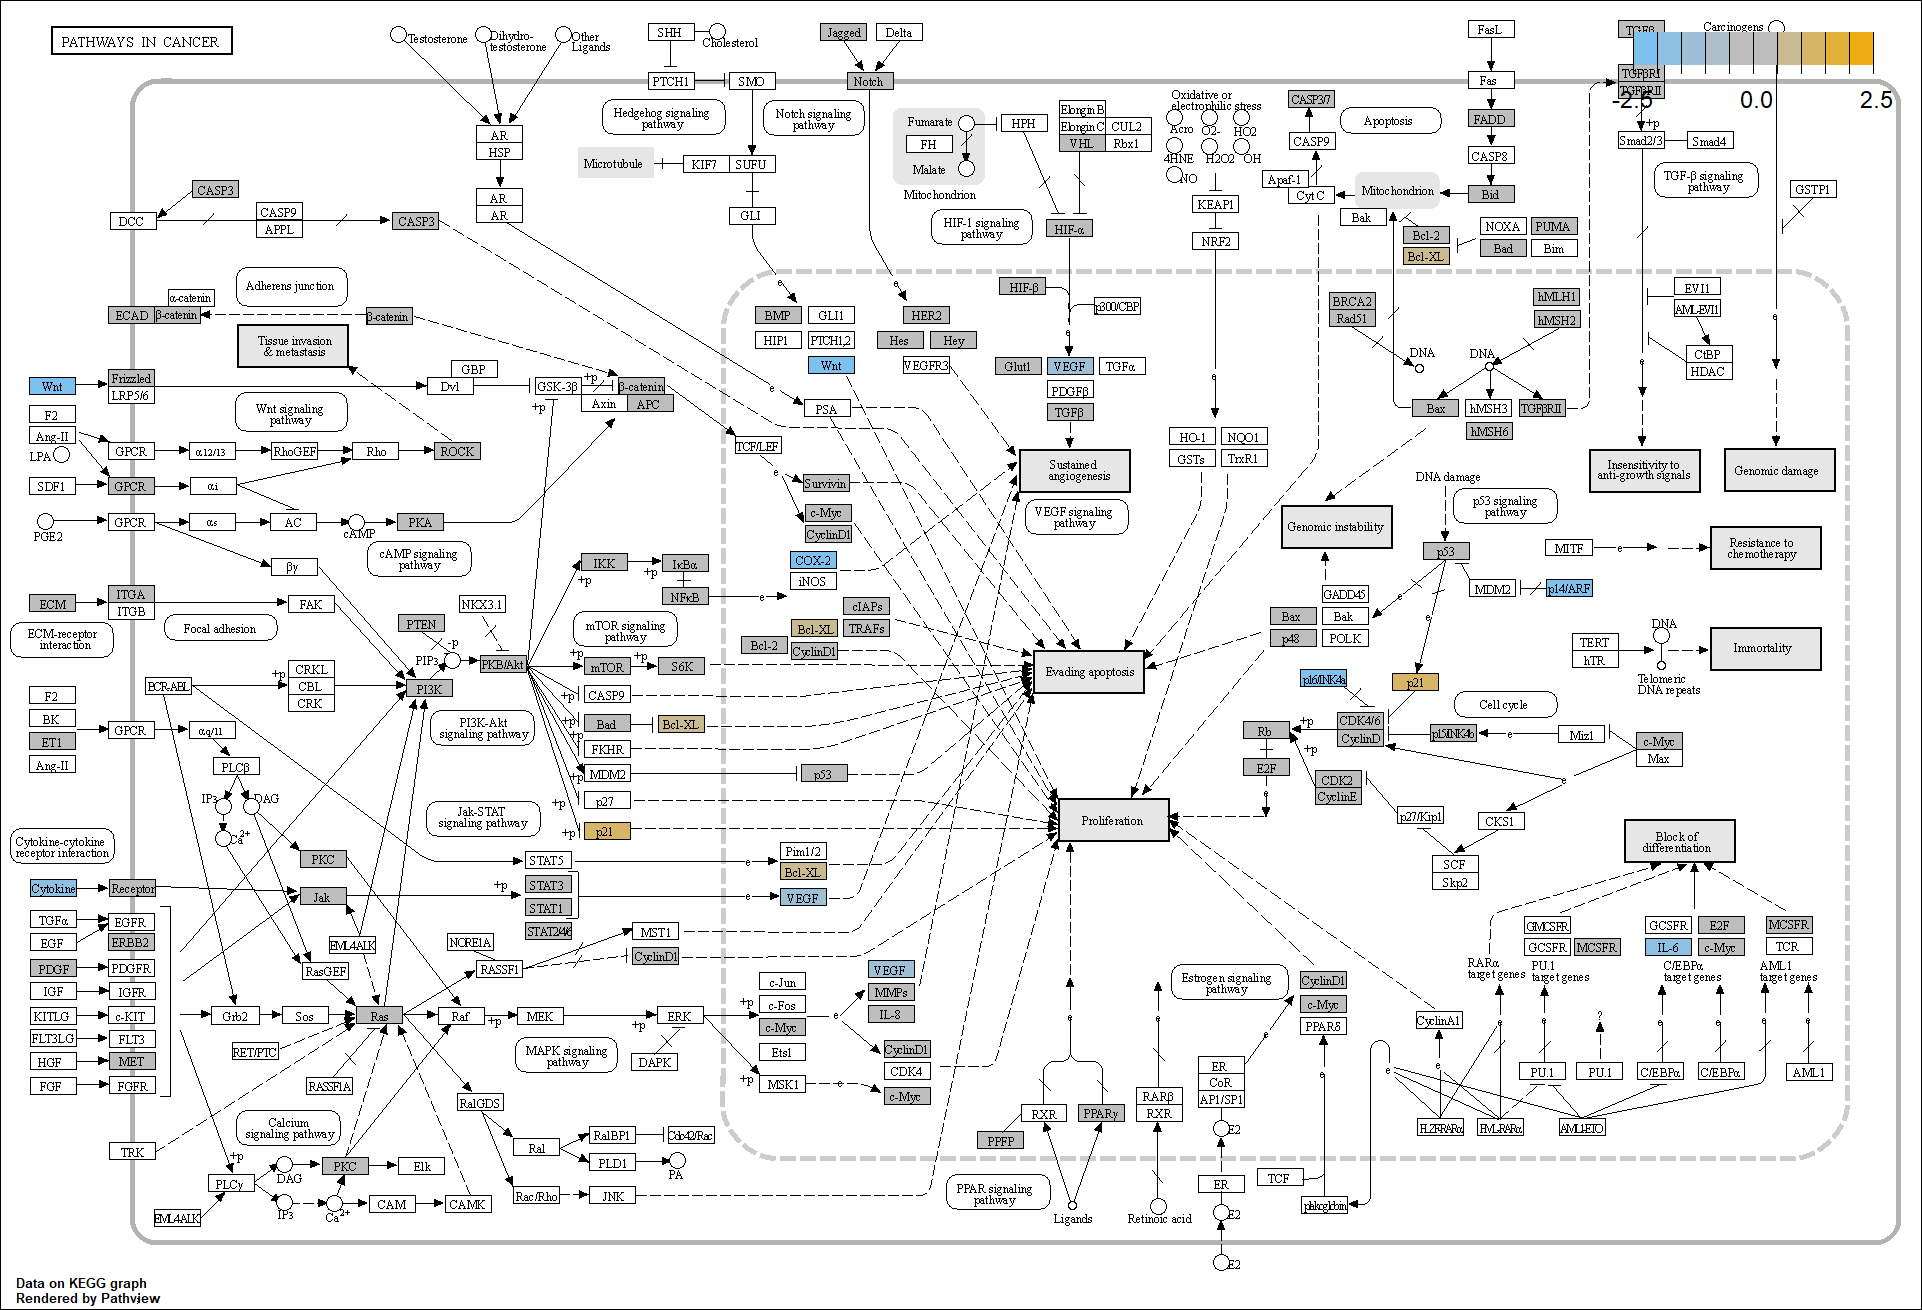 PATHWAYS IN CANCER
Testosterone
Dihydro-
testosterone
Other
Ligands
SHH
Cholesterol
PTCH1
SMO
Hedgehog signaling
pathway
Microtubule
KIF7
SUFU
GLI
Jagged
Delta
Notch
Notch signaling
pathway
Fumarate
FH
Malate
Mitochondrion
HPH
Elongin B
Elongin C
CUL2
VHL
Rbx1
HIF-1 signaling
pathway
HIF-α
Oxidative or
electrophilic stress
Acro
O2-
HO2
4HNE
H2O2
OH
NO
KEAP1
NRF2
CASP3/7
CASP9
Apaf-1
Cyt C
Apoptosis
Mitochondrion
Bak
Bcl-2
Bcl-XL
FasL
Fas
FADD
CASP8
Bid
NOXA
PUMA
Bad
Bim
TGFβ
TGFβRI
TGFβRII
Carcinogens
-2.5
0.0
2.5
+p
Smad2/3
Smad4
TGF-β signaling
pathway
GSTP1
AR
HSP
AR
AR
CASP3
DCC
CASP9
APPL
CASP3
Adherens junction
α-catenin
ECAD
β-catenin
β-catenin
Tissue invasion
& metastasis
Wnt
Frizzled
LRP5/6
Dvl
GBP
GSK-3β
+p
+p
β-catenin
Axin
APC
Wnt signaling
pathway
F2
Ang-II
LPA
GPCR
α12/13
RhoGEF
Rho
ROCK
SDF1
GPCR
αi
PGE2
GPCR
αs
AC
cAMP
PKA
cAMP signaling
pathway
βγ
TCF/LEF
e
BMP
GLI1
HIP1
PTCH1,2
Wnt
e
HER2
Hes
Hey
VEGFR3
HIF-β
p300/CBP
e
Glut1
VEGF
TGFα
PDGFβ
TGFβ
e
PSA
e
Survivin
c-Myc
CyclinD1
COX-2
iNOS
Sustained
angiogenesis
VEGF signaling
pathway
e
HO-1
NQO1
GSTs
TrxR1
BRCA2
Rad51
DNA
hMLH1
hMSH2
DNA
Bax
hMSH3
TGFβRII
hMSH6
EVI1
AML-EVI1
CtBP
HDAC
e
e
Insensitivity to
anti-growth signals
Genomic damage
DNA damage
p53 signaling
pathway
Genomic instability
p53
MITF
e
Resistance to
chemotherapy
MDM2
p14/ARF
GADD45
Bax
Bak
p48
POLK
e
e
TERT
hTR
DNA
Telomeric
DNA repeats
Immortality
ECM
ITGA
ITGB
FAK
ECM-receptor
interaction
Focal adhesion
PTEN
NKX3.1
-p
PIP3
PKB/Akt
PI3K
IKK
+p
+p
IκBα
NFκB
e
mTOR signaling
pathway
+p
mTOR
+p
S6K
CASP9
Bad
Bcl-XL
FKHR
MDM2
p53
p27
p21
PI3K-Akt
signaling pathway
Bcl-2
Bcl-XL
CyclinD1
cIAPs
TRAFs
Evading apoptosis
Proliferation
BCR-ABL
+p
CRKL
CBL
CRK
F2
BK
ET1
Ang-II
GPCR
αq/11
PLCβ
IP3
DAG
Ca2+
PKC
Jak-STAT
signaling pathway
p16/INK4a
p21
Cell cycle
CDK4/6
CyclinD
p15/INK4b
e
Miz1
c-Myc
Max
Rb
+p
E2F
+p
CDK2
CyclinE
e
e
p27/Kip1
CKS1
SCF
Skp2
Block of
differentiation
Cytokine-cytokine
receptor interaction
Cytokine
Receptor
Jak
+p
STAT5
STAT3
STAT1
STAT2/4/6
e
e
Pim1/2
Bcl-XL
VEGF
TGFα
EGF
PDGF
IGF
KITLG
FLT3LG
HGF
FGF
EGFR
ERBB2
PDGFR
IGFR
c-KIT
FLT3
MET
FGFR
EML4ALK
RasGEF
NORE1A
RASSF1
MST1
CyclinD1
Grb2
Sos
Ras
Raf
+p
MEK
+p
ERK
DAPK
RET/PTC
RASSF1A
MAPK signaling
pathway
+p
+p
c-Jun
c-Fos
c-Myc
Ets1
MSK1
e
e
VEGF
MMPs
IL-8
CyclinD1
CDK4
c-Myc
Calcium
signaling pathway
TRK
+p
PLCγ
DAG
IP3
Ca2+
PKC
Elk
CAM
CAMK
EML4ALK
RalGDS
Ral
RalBP1
Cdc42/Rac
PLD1
PA
Rac/Rho
JNK
PPFP
RXR
PPARγ
e
PPAR signaling
pathway
Ligands
e
RARβ
RXR
Retinoic acid
Estrogen signaling
pathway
ER
CoR
AP1/SP1
E2
ER
E2
E2
e
CyclinD1
c-Myc
PPARδ
e
TCF
phkoglobin
RARα
target genes
GMCSFR
GCSFR
MCSFR
PU.1
target genes
GCSFR
E2F
IL-6
c-Myc
C/EBPα
target genes
MCSFR
TCR
AML1
target genes
CyclinA1
e
e
e
e
?
e
e
e
e
PU.1
PU.1
C/EBPα
C/EBPα
AML1
PLZF-RARα
PML-RARα
AML1-ETO
Data on KEGG graph
Rendered by Pathview